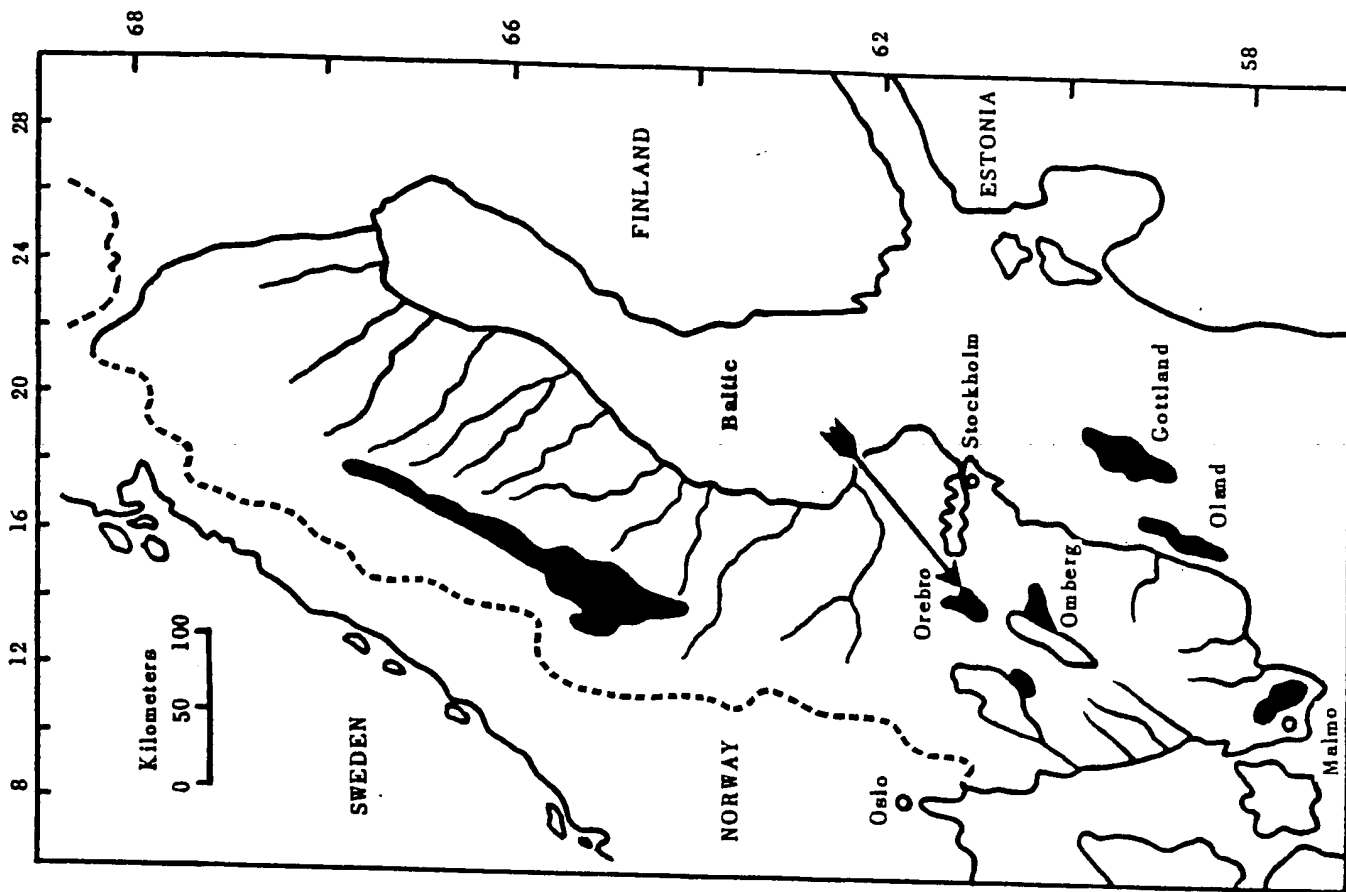 68
66
62
58
8
12
16
20
24
28
Kilometers
0 50 100
SWEDEN
NORWAY
FINLAND
ESTONIA
Baltic
Oslo
Orebro
Stockholm
Omberg
Gottland
Oland
Malmo